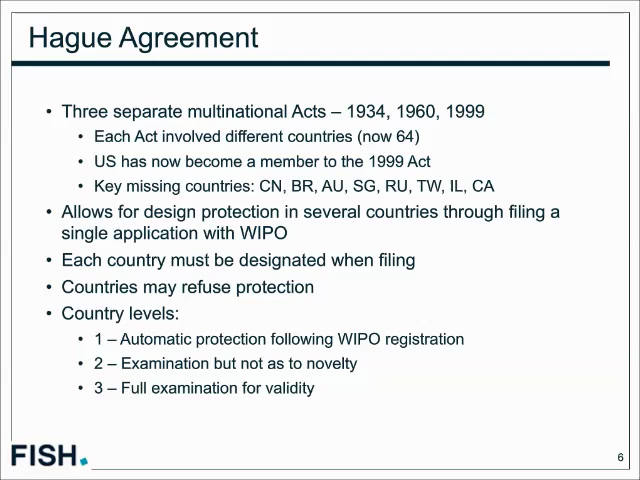 Hague Agreement
• Three separate multinational Acts – 1934, 1960, 1999
• Each Act involved different countries (now 64)
• US has now become a member to the 1999 Act
• Key missing countries: CN, BR, AU, SG, RU, TW, IL, CA
• Allows for design protection in several countries through filing a
single application with WIPO
• Each country must be designated when filing
• Countries may refuse protection
• Country levels:
• 1 – Automatic protection following WIPO registration
• 2 – Examination but not as to novelty
• 3 – Full examination for validity
FISH.
6